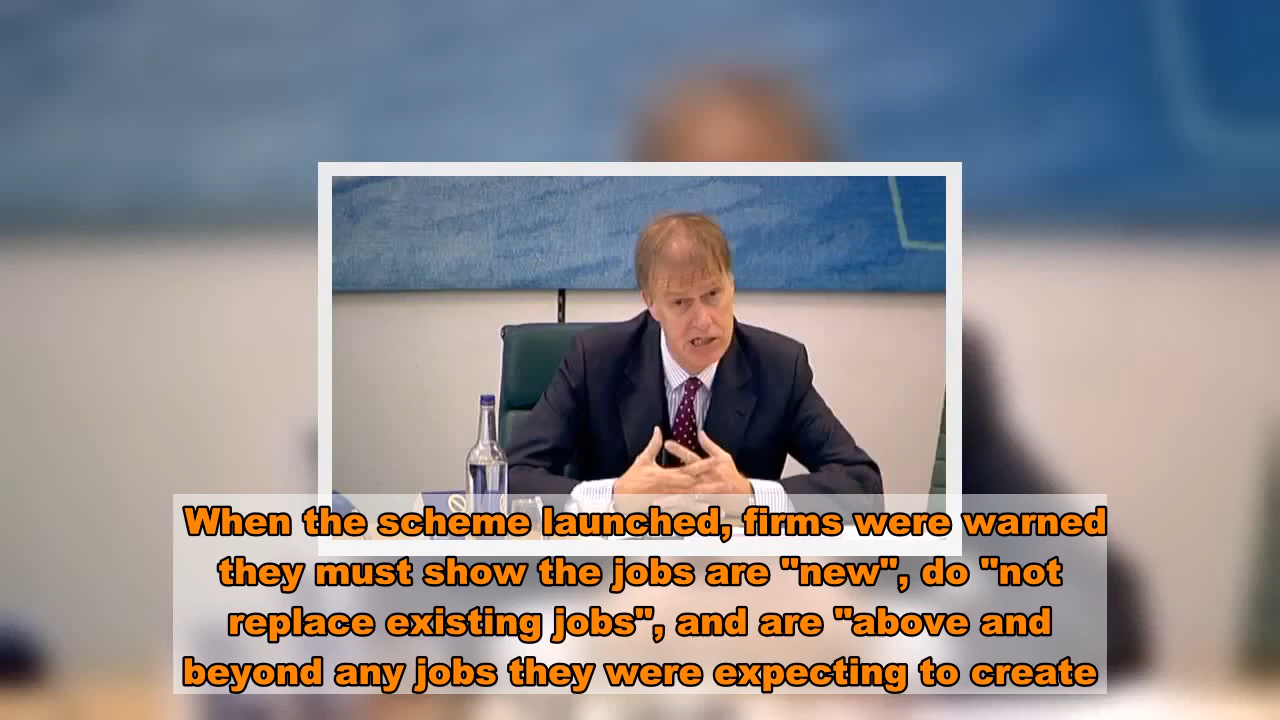 When the scheme launched, firms were warned
they must show the jobs are "new", do "not
replace existing jobs", and are "above and
beyond any jobs they were expecting to create